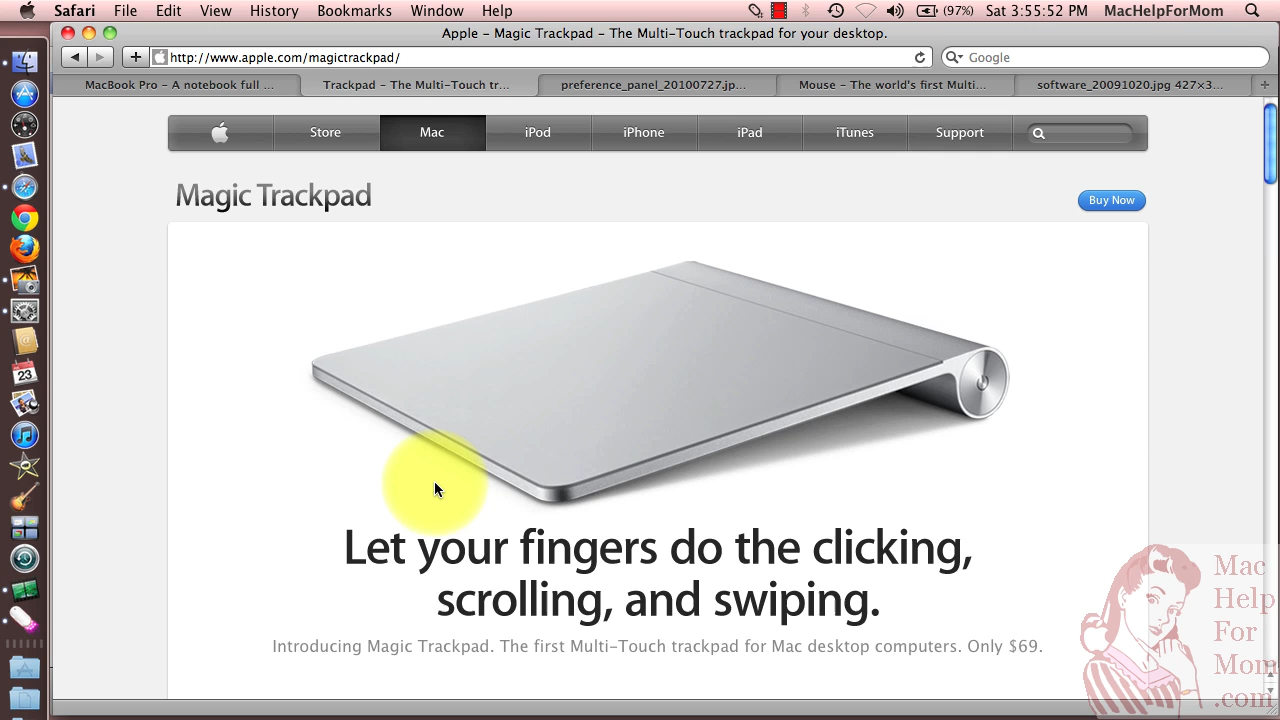 Safari File Edit View History Bookmarks Window Help (97%) Sat 3:55:52 PM MacHelpForMom
Apple – Magic Trackpad – The Multi-Touch trackpad for your desktop.
http://www.apple.com/magictrackpad/ Google
MacBook Pro – A notebook full ... Trackpad – The Multi-Touch tr... preference_panel_20100727.jp... Mouse – The world's first Multi... software_20091020.jpg 427×3...
Store Mac iPod iPhone iPad iTunes Support
Magic Trackpad
Buy Now
23
Let your fingers do the clicking,
scrolling, and swiping.
Introducing Magic Trackpad. The first Multi-Touch trackpad for Mac desktop computers. Only $69.
Mac
Help
For
Mom
.com